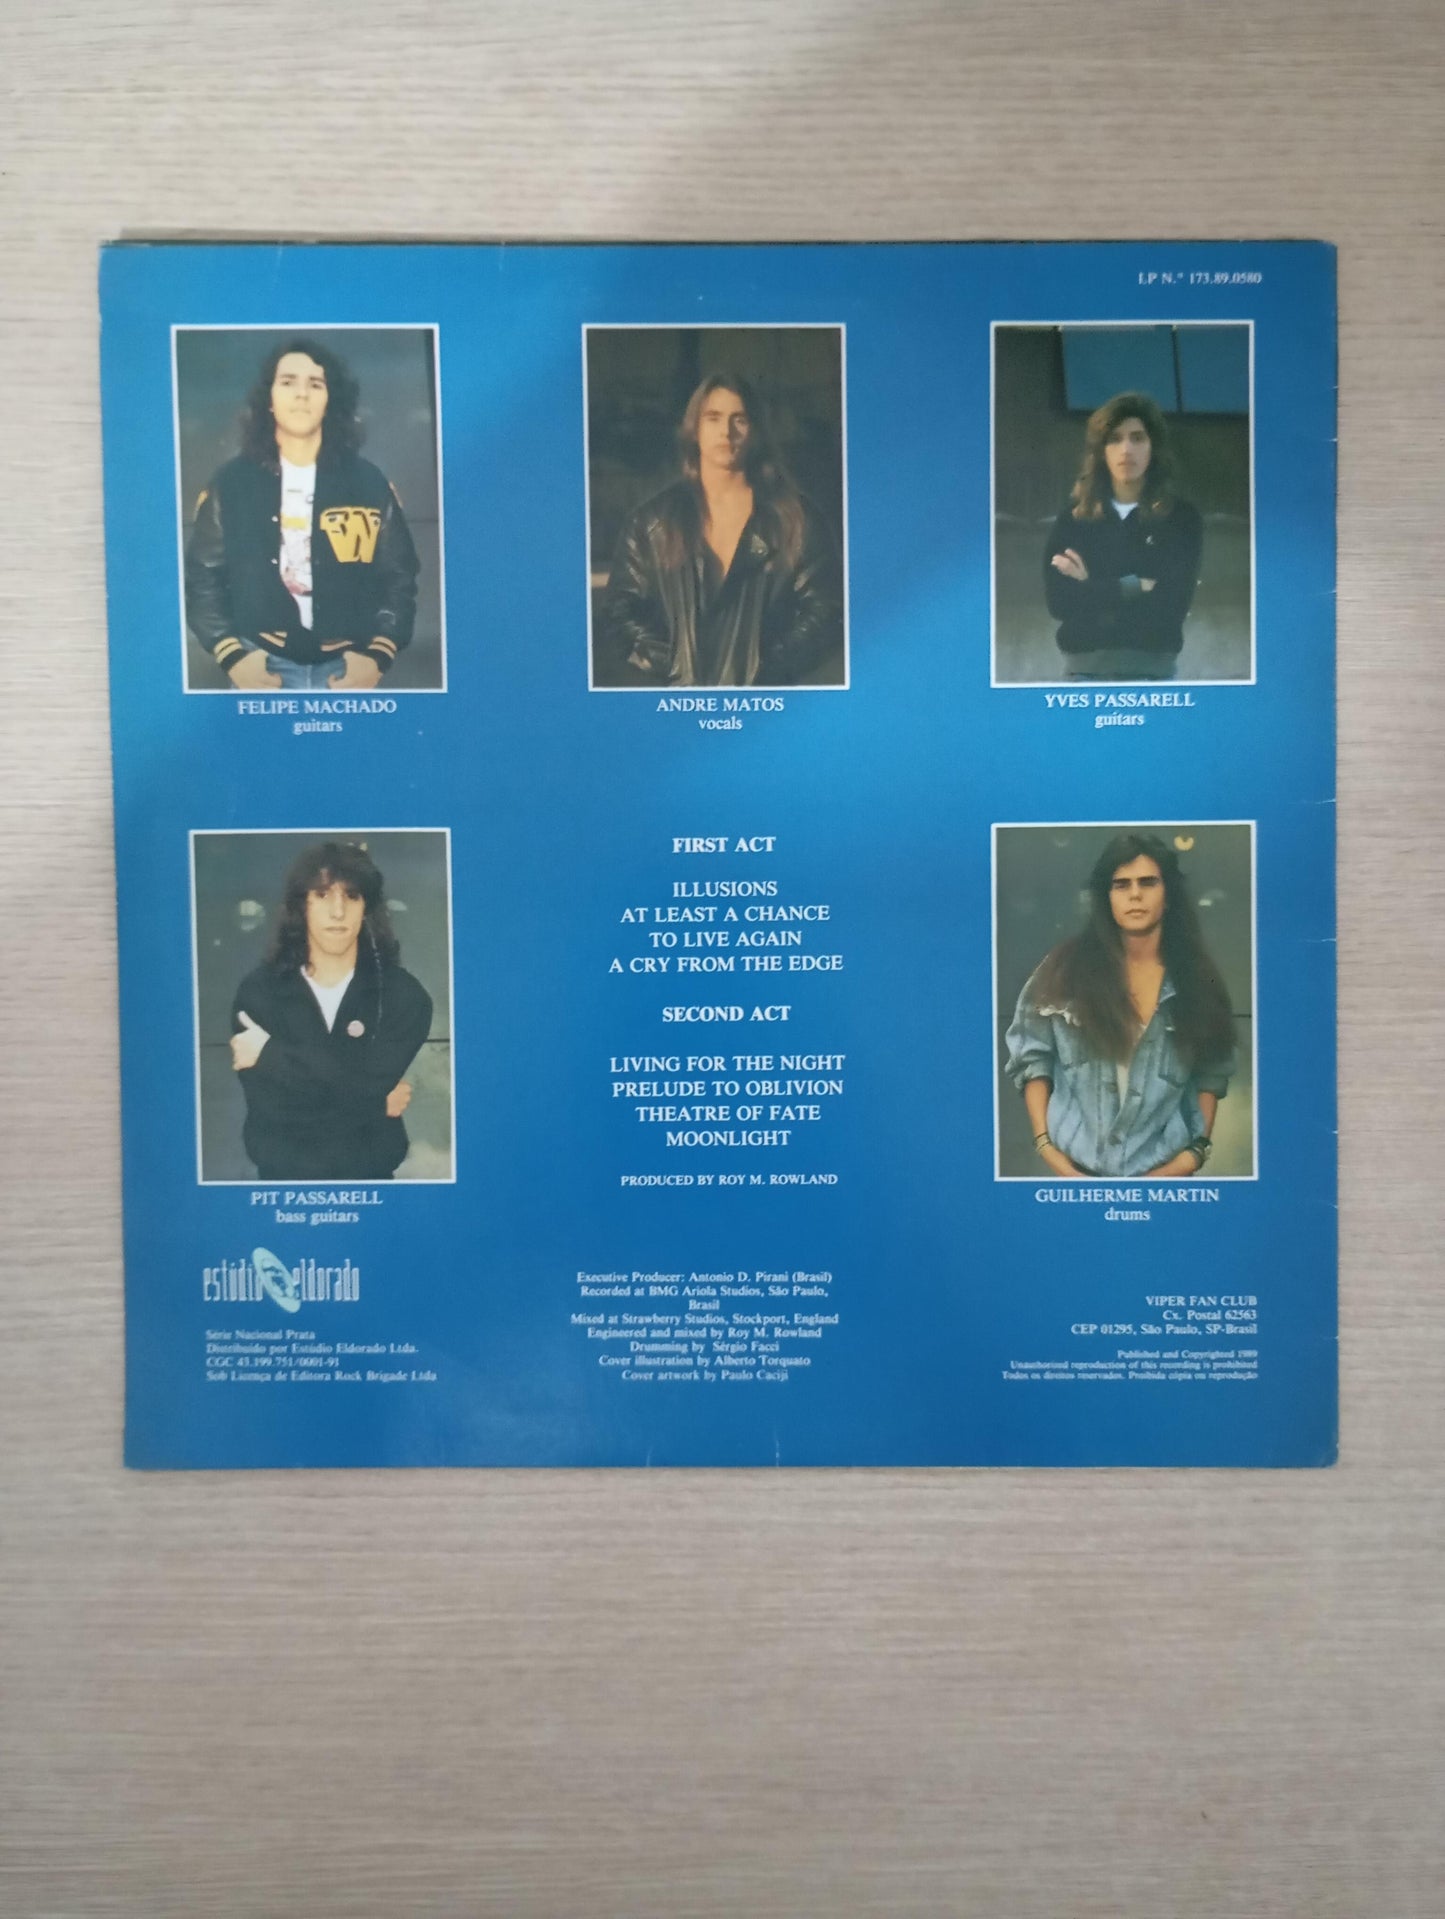 LP N.º 173.89.0580
FELIPE MACHADO
guitars
ANDRE MATOS
vocals
YVES PASSARELL
guitars
FIRST ACT
ILLUSIONS
AT LEAST A CHANCE
TO LIVE AGAIN
A CRY FROM THE EDGE
SECOND ACT
LIVING FOR THE NIGHT
PRELUDE TO OBLIVION
THEATRE OF FATE
MOONLIGHT
PRODUCED BY ROY M. ROWLAND
PIT PASSARELL
bass guitars
GUILHERME MARTIN
drums
estúdio eldorado
Série Nacional Prata
Distribuído por Estúdio Eldorado Ltda.
CGC 43.199.751/0001-91
Sob Licença de Editora Rock Brigade Ltda
Executive Producer: Antonio D. Pirani (Brasil)
Recorded at BMG Ariola Studios, São Paulo,
Brasil
Mixed at Strawberry Studios, Stockport, England
Engineered and mixed by Roy M. Rowland
Drumming by Sérgio Facci
Cover illustration by Alberto Torquato
Cover artwork by Paulo Caciji
VIPER FAN CLUB
Cx. Postal 62563
CEP 01295, São Paulo, SP-Brasil
Published and Copyrighted 1989
Unauthorized reproduction of this recording is prohibited
Todos os direitos reservados. Proibida cópia ou reprodução